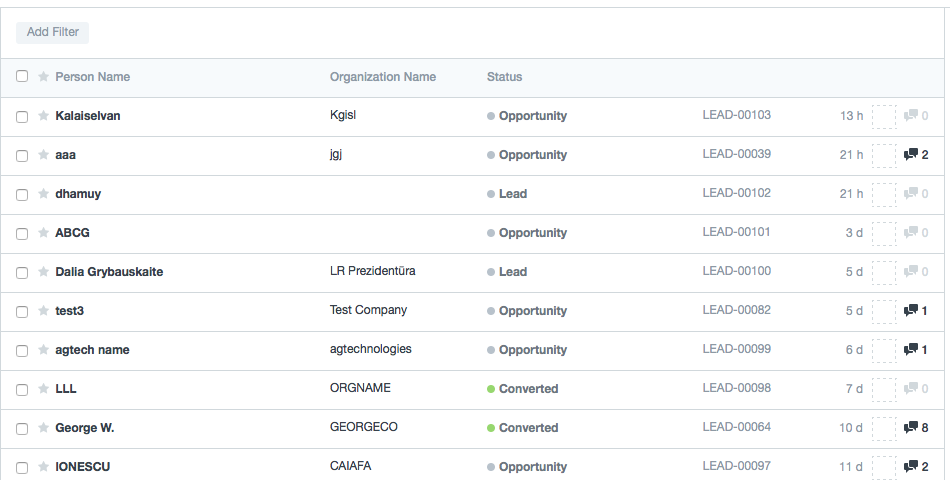 Add Filter
Person Name Organization Name Status
Kalaiselvan Kgisl Opportunity LEAD-00103 13 h 0
aaa jgj Opportunity LEAD-00039 21 h 2
dhamuy Lead LEAD-00102 21 h 0
ABCG Opportunity LEAD-00101 3 d 0
Dalia Grybauskaite LR Prezidentūra Lead LEAD-00100 5 d 0
test3 Test Company Opportunity LEAD-00082 5 d 1
agtech name agtechnologies Opportunity LEAD-00099 6 d 1
LLL ORGNAME Converted LEAD-00098 7 d 0
George W. GEORGECO Converted LEAD-00064 10 d 8
IONESCU CAIAFA Opportunity LEAD-00097 11 d 2